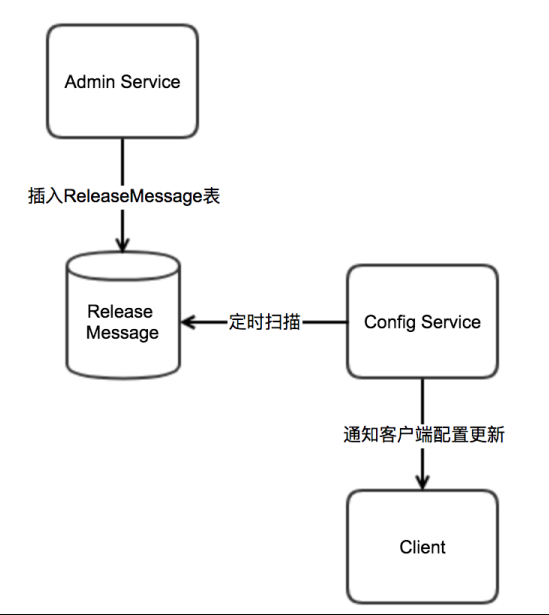 Admin Service
插入ReleaseMessage表
Release
Message
定时扫描
Config Service
通知客户端配置更新
Client